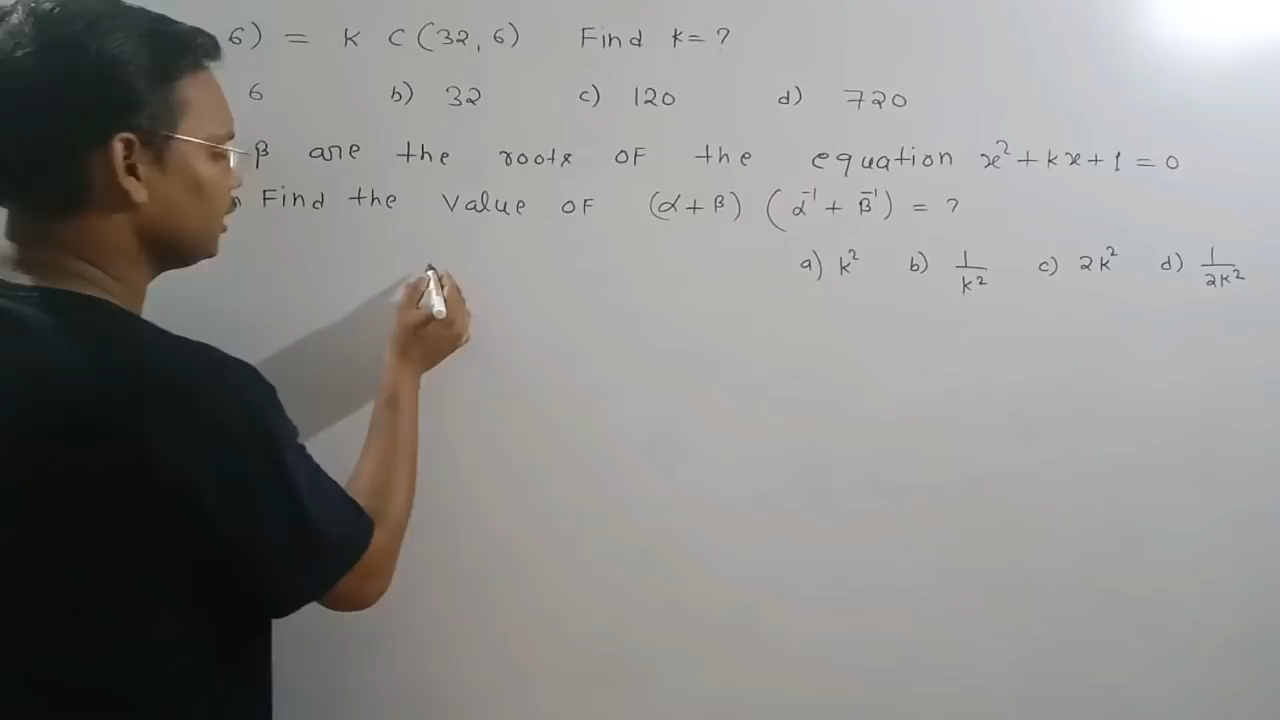 6) = K C(32, 6) Find K= ?
6 b) 32 c) 120 d) 720
β are the roots OF the equation x²+kx+1=0
Find the value OF (α+β) (α⁻¹ + β⁻¹) = ?
a) k² b) 1/k² c) 2k² d) 1/2k²